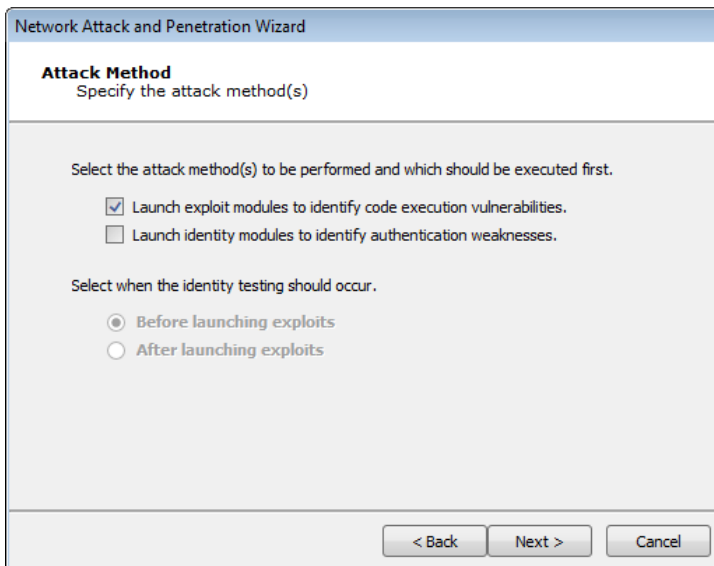 Network Attack and Penetration Wizard
Attack Method
Specify the attack method(s)
Select the attack method(s) to be performed and which should be executed first.
Launch exploit modules to identify code execution vulnerabilities.
Launch identity modules to identify authentication weaknesses.
Select when the identity testing should occur.
Before launching exploits
After launching exploits
< Back Next > Cancel